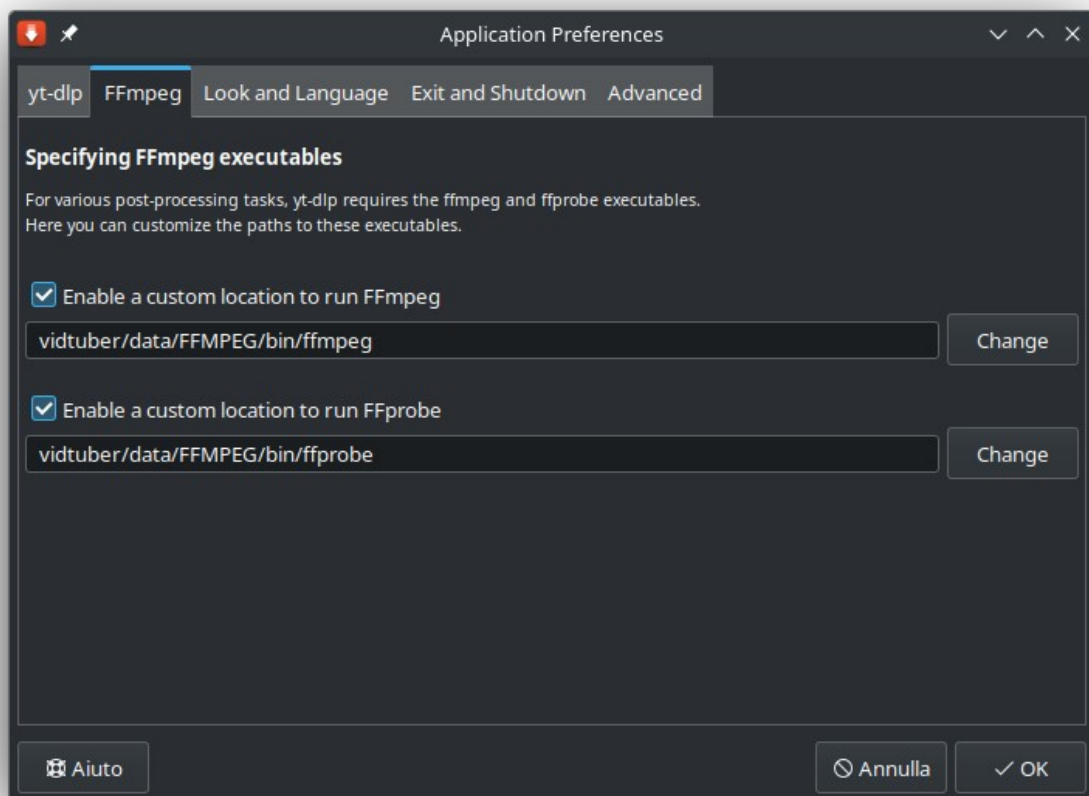 Application Preferences
yt-dlp FFmpeg Look and Language Exit and Shutdown Advanced
Specifying FFmpeg executables
For various post-processing tasks, yt-dlp requires the ffmpeg and ffprobe executables.
Here you can customize the paths to these executables.
Enable a custom location to run FFmpeg
vidtuber/data/FFMPEG/bin/ffmpeg Change
Enable a custom location to run FFprobe
vidtuber/data/FFMPEG/bin/ffprobe Change
Aiuto Annulla OK